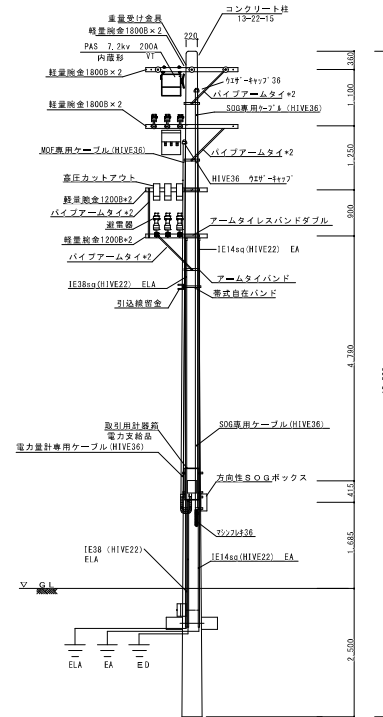 コンクリート柱
13-22-15
重量受け金具
220
軽量腕金1800B×2
PAS 7.2kv 200A
内蔵形 VT
360
ウエザーキャップ36
軽量腕金1800B×2
パイプアームタイ*2
1,100
SOG専用ケーブル(HIVE36)
軽量腕金1800B×2
パイプアームタイ*2
1,250
MOF専用ケーブル(HIVE36)
HIVE36 ウエザーキャップ
高圧カットアウト
軽量腕金1200B*2
パイプアームタイ*2
900
避電器
アームタイレスバンドダブル
軽量腕金1200B*2
IE14sq(HIVE22) EA
パイプアームタイ*2
アームタイバンド
IE38sq(HIVE22) ELA
帯式自在バンド
引込線留金
4,790
取引用計器箱
電力支給品
SOG専用ケーブル(HIVE36)
電力量計専用ケーブル(HIVE36)
方向性SOGボックス
415
マシンフレキ36
1,685
IE38 (HIVE22)
ELA
IE14sq(HIVE22) EA
▽ GL
2,500
ELA
EA
ED